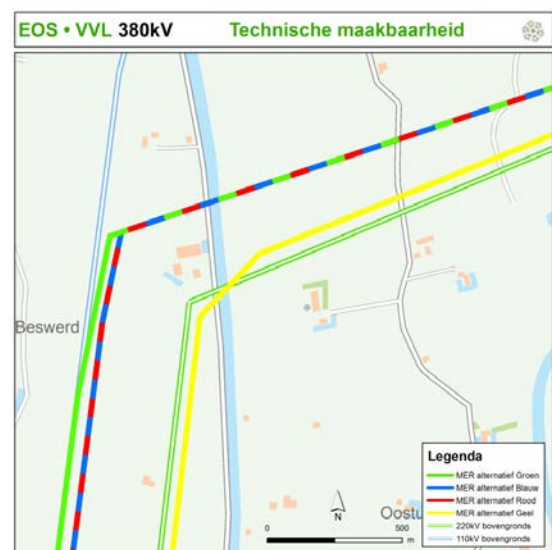 EOS • VVL 380kV Technische maakbaarheid
Beswerd
Legenda
MER alternatief Groen
MER alternatief Blauw
MER alternatief Rood
MER alternatief Geel
220kV bovengronds
110kV bovengronds
N
0 500 m